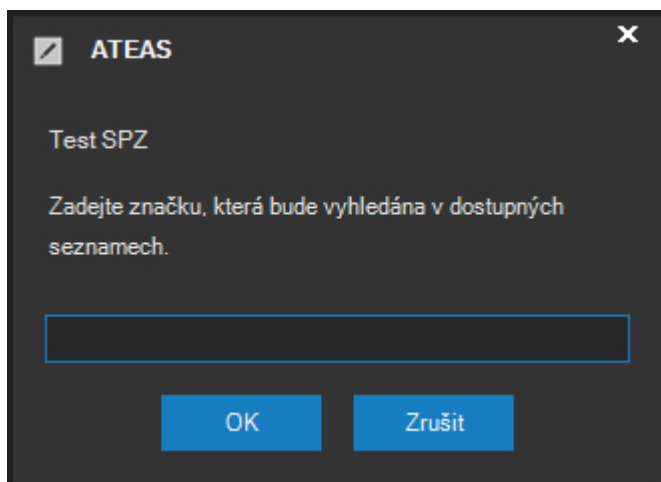 ATEAS
Test SPZ
Zadejte značku, která bude vyhledána v dostupných
seznamech.
OK
Zrušit